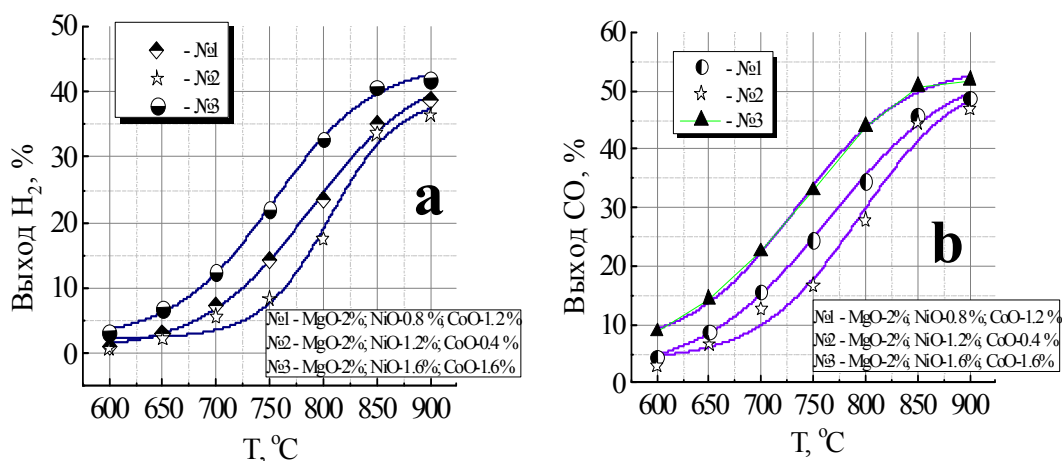 50
40
30
20
10
0
Выход H2, %
- №1
- №2
- №3
a
№1 - MgO-2%; NiO-0.8 %; CoO-1.2%
№2 - MgO-2%; NiO-1.2%; CoO-0.4 %
№3 - MgO-2%; NiO-1.6%; CoO-1.6%
600 650 700 750 800 850 900
T, °C
60
50
40
30
20
10
0
Выход CO, %
- №1
- №2
- №3
b
№1 - MgO-2%; NiO-0.8 %; CoO-1.2 %
№2 - MgO-2%; NiO-1.2%; CoO-0.4 %
№3 - MgO-2%; NiO-1.6%; CoO-1.6%
600 650 700 750 800 850 900
T, °C